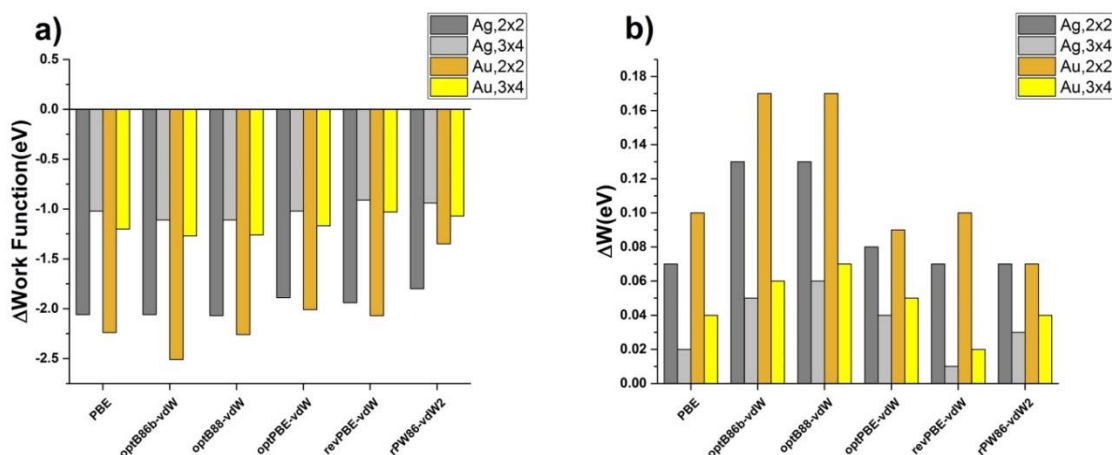 a)
Ag,2x2
Ag,3x4
Au,2x2
Au,3x4
0.5
0.0
-0.5
-1.0
-1.5
-2.0
-2.5
ΔWork Function(eV)
PBE
optB86b-vdW
optB88-vdW
optPBE-vdW
revPBE-vdW
rPW86-vdW2
b)
Ag,2x2
Ag,3x4
Au,2x2
Au,3x4
0.18
0.16
0.14
0.12
0.10
0.08
0.06
0.04
0.02
0.00
ΔW(eV)
PBE
optB86b-vdW
optB88-vdW
optPBE-vdW
revPBE-vdW
rPW86-vdW2